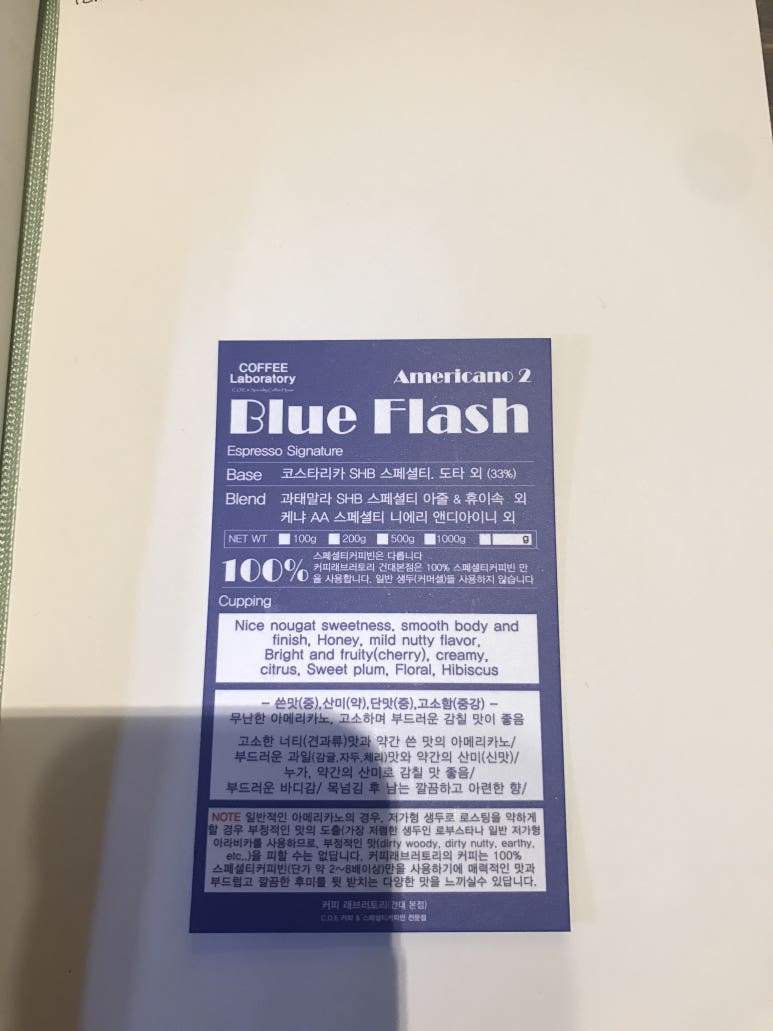 COFFEE
Laboratory
Americano 2
Blue Flash
Espresso Signature
Base 코스타리카 SHB 스페셜티. 도타 외 (33%)
Blend 과태말라 SHB 스페셜티 아줄 & 휴이속 외
케냐 AA 스페셜티 니에리 앤디아이니 외
NET WT 100g 200g 500g 1000g g
스페셜티커피빈은 다릅니다
100% 커피래브러토리 건대본점은 100% 스페셜티커피빈 만
을 사용합니다. 일반 생두(커머셜)를 사용하지 않습니다
Cupping
Nice nougat sweetness, smooth body and
finish, Honey, mild nutty flavor,
Bright and fruity(cherry), creamy,
citrus, Sweet plum, Floral, Hibiscus
- 쓴맛(중),산미(약),단맛(중),고소함(중강) -
무난한 아메리카노, 고소하며 부드러운 감칠 맛이 좋음
고소한 너티(견과류)맛과 약간 쓴 맛의 아메리카노/
부드러운 과일(감귤,자두,체리)맛와 약간의 산미(신맛)/
누가, 약간의 산미로 감칠 맛 좋음/
부드러운 바디감/ 목넘김 후 남는 깔끔하고 아련한 향/
NOTE 일반적인 아메리카노의 경우, 저가형 생두로 로스팅을 약하게
할 경우 부정적인 맛의 도출(가장 저렴한 생두인 로부스타나 일반 저가형
아라비카를 사용하므로, 부정적인 맛(dirty woody, dirty nutty, earthy,
etc,.)을 피할 수는 없답니다. 커피래브러토리의 커피는 100%
스페셜티커피빈(단가 약 2~8배이상)만을 사용하기에 매력적인 맛과
부드럽고 깔끔한 후미를 뒷 받치는 다양한 맛을 느끼실수 있답니다.
커피 래브러토리(건대 본점)
C.O.E 커피 & 스페셜티커피빈 전문점